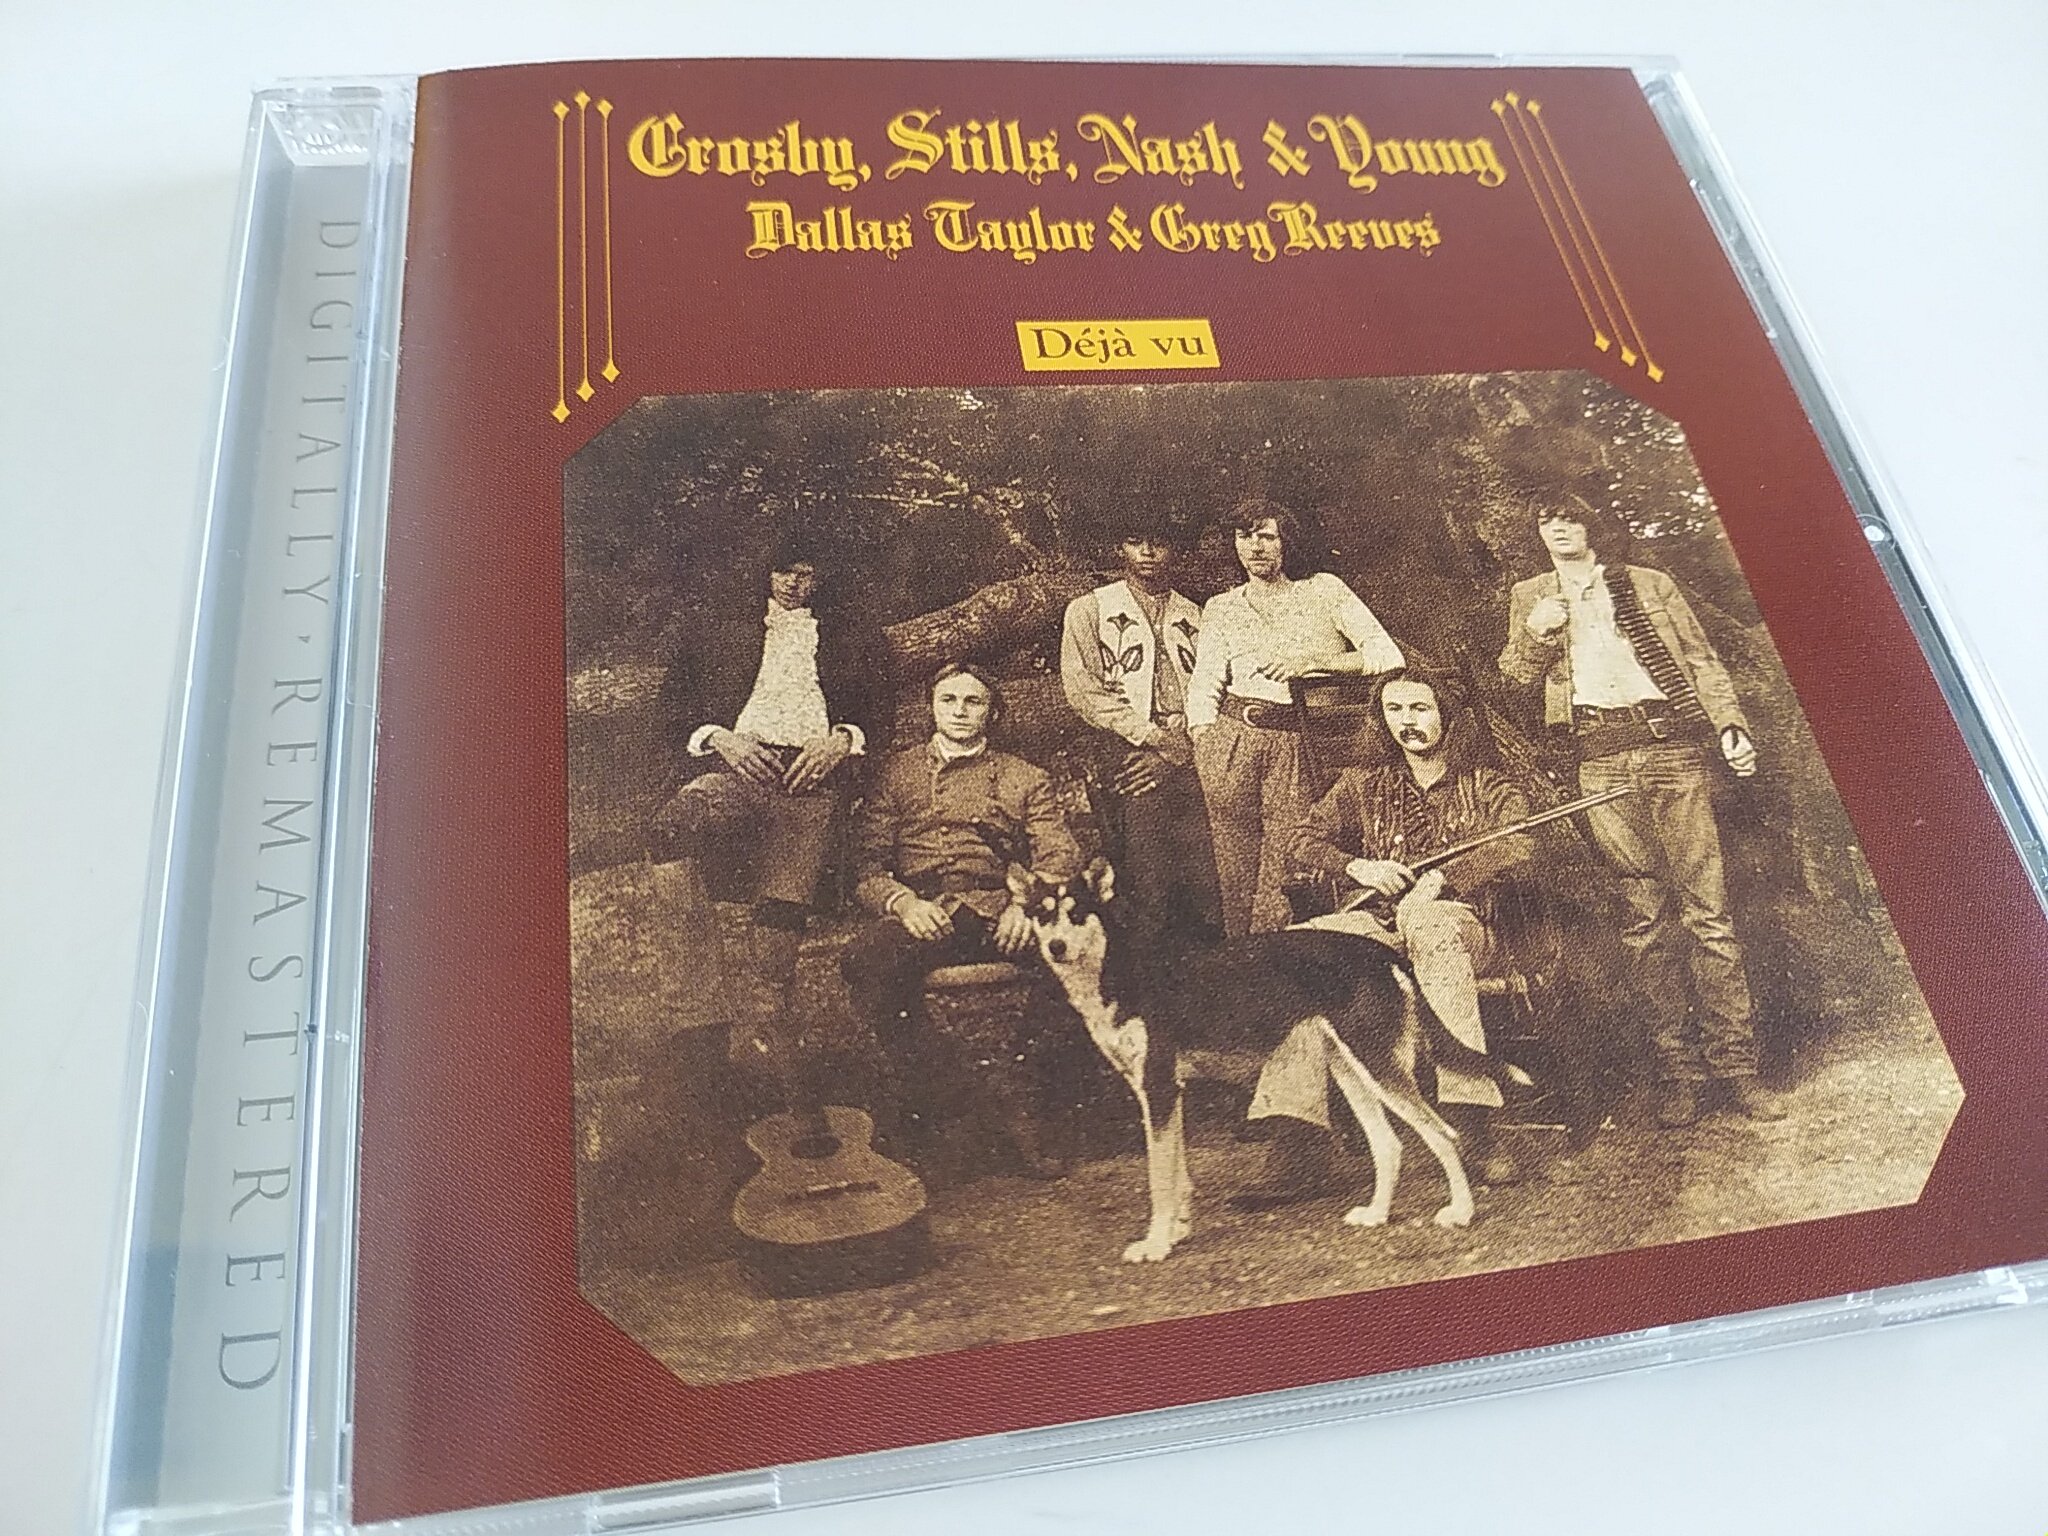 Crosby, Stills, Nash & Young
Dallas Taylor & Greg Reeves
Déjà vu
DIGITALLY · REMASTERED